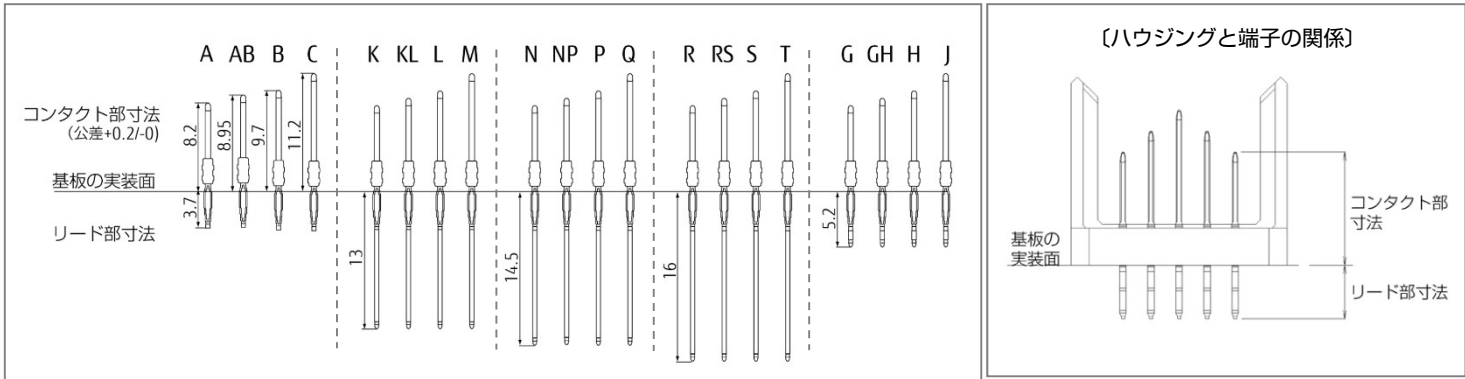 A AB B C K KL L M N NP P Q R RS S T G GH H J
コンタクト部寸法
（公差+0.2/-0)
8.2
8.95
9.7
11.2
基板の実装面
3.7
リード部寸法
13
14.5
16
5.2
〔ハウジングと端子の関係〕
コンタクト部
寸法
基板の
実装面
リード部寸法